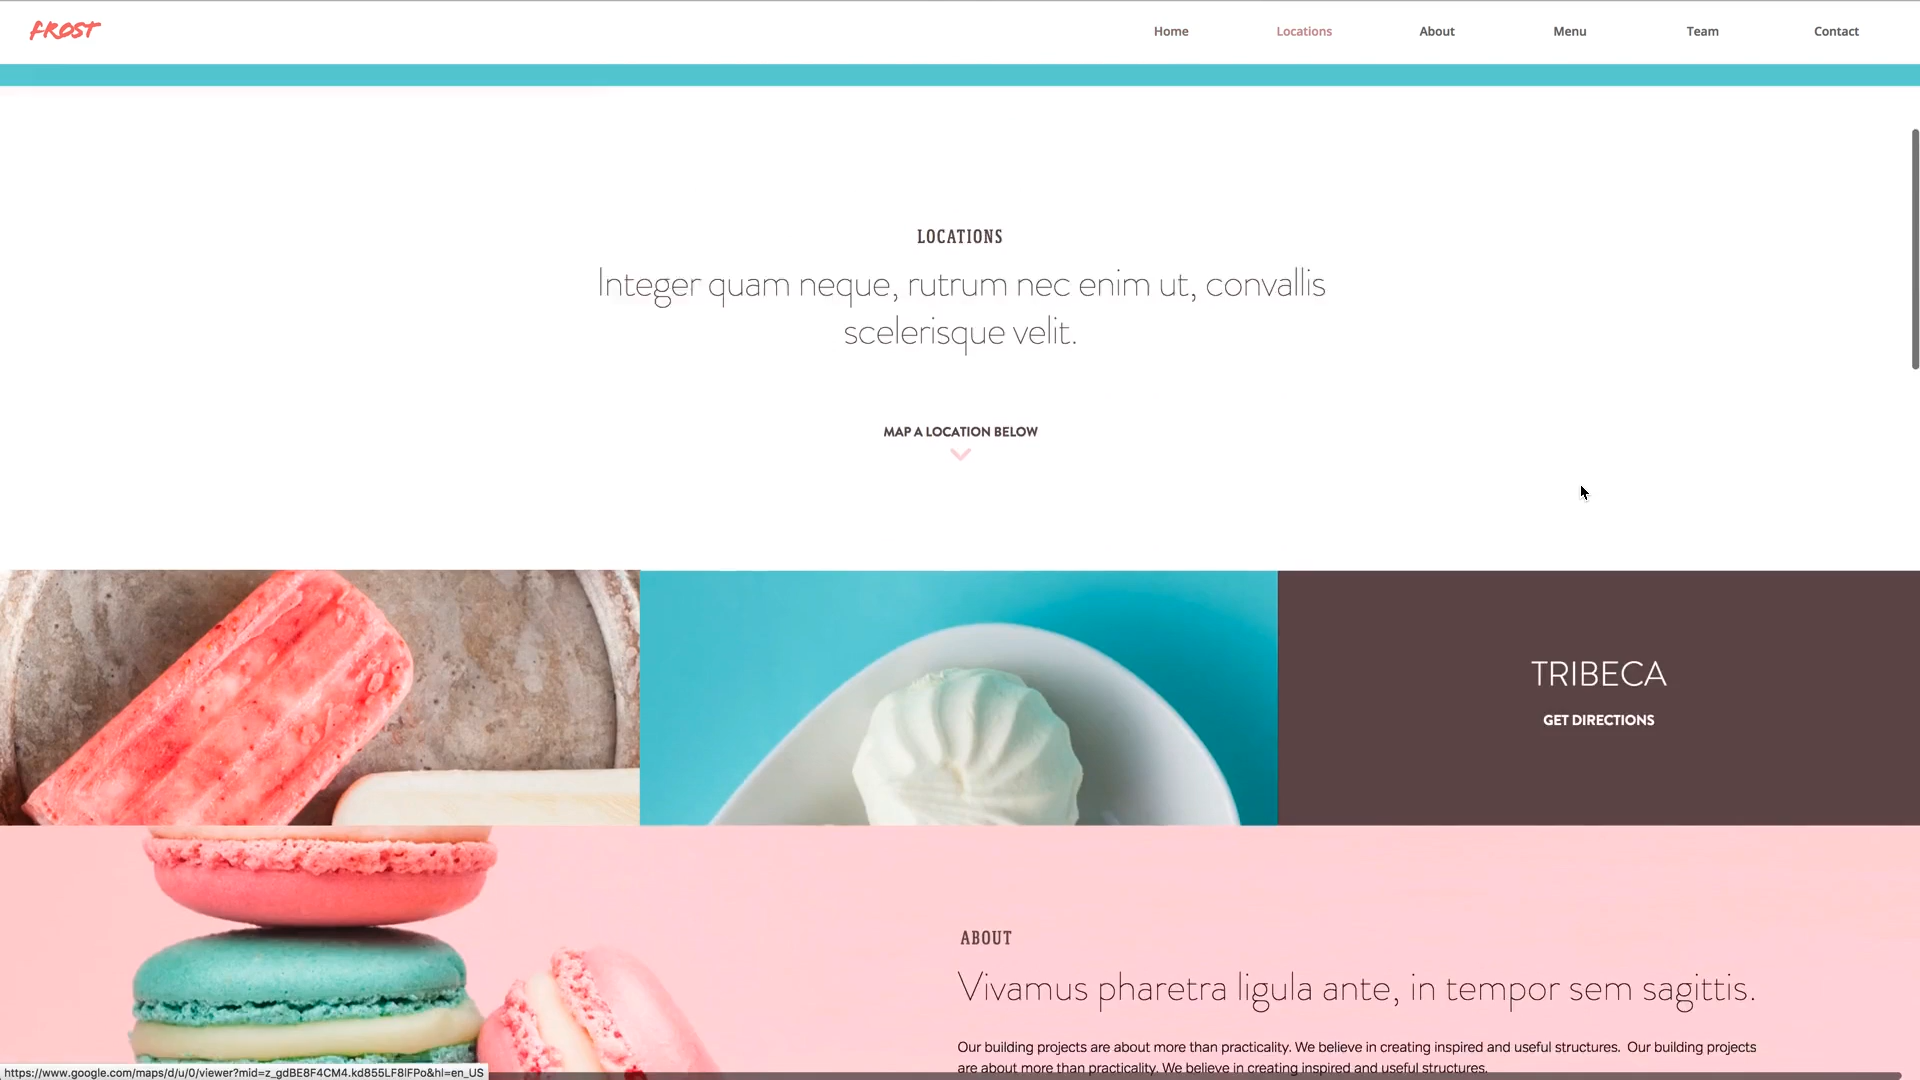 FROST
Home
Locations
About
Menu
Team
Contact
LOCATIONS
Integer quam neque, rutrum nec enim ut, convallis
scelerisque velit.
MAP A LOCATION BELOW
TRIBECA
GET DIRECTIONS
ABOUT
Vivamus pharetra ligula ante, in tempor sem sagittis.
Our building projects are about more than practicality. We believe in creating inspired and useful structures.  Our building projects
are about more than practicality. We believe in creating inspired and useful structures.
https://www.google.com/maps/d/u/0/viewer?mid=z_gdBE8F4CM4.kd855LF8lFPo&hl=en_US